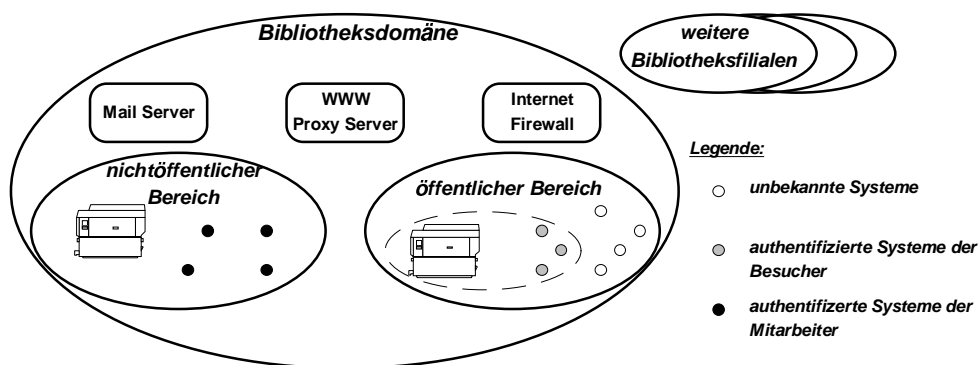 Bibliotheksdomäne
weitere
Bibliotheksfilialen
Mail Server
WWW
Proxy Server
Internet
Firewall
nichtöffentlicher
Bereich
öffentlicher Bereich
Legende:
unbekannte Systeme
authentifizierte Systeme der
Besucher
authentifizerte Systeme der
Mitarbeiter